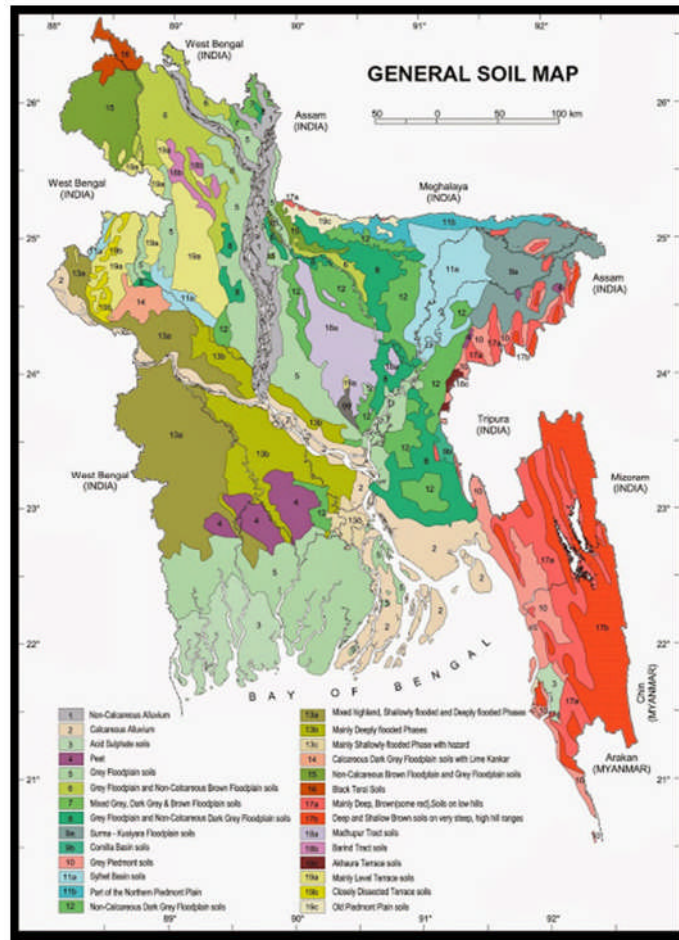 88° 89° 90° 91° 92°
West Bengal
(INDIA)
GENERAL SOIL MAP
50 0 50 100 km
Assam
(INDIA)
West Bengal
(INDIA)
Meghalaya
(INDIA)
Assam
(INDIA)
Tripura
(INDIA)
West Bengal
(INDIA)
Mizoram
(INDIA)
Chin
(MYANMAR)
Arakan
(MYANMAR)
BAY OF BENGAL
26° 26°
25° 25°
24° 24°
23° 23°
22° 22°
21° 21°
1 Non-Calcareous Alluvium
2 Calcareous Alluvium
3 Acid Sulphate soils
4 Peat
5 Grey Floodplain soils
6 Grey Floodplain and Non-Calcareous Brown Floodplain soils
7 Mixed Grey, Dark Grey & Brown Floodplain soils
8 Grey Floodplain and Non-Calcareous Dark Grey Floodplain soils
9a Surma - Kusiyara Floodplain soils
9b Comilla Basin soils
10 Grey Piedmont soils
11a Sylhet Basin soils
11b Part of the Northern Piedmont Plain
12 Non-Calcareous Dark Grey Floodplain soils
13a Mixed highland, Shallowly flooded and Deeply flooded Phases
13b Mainly Deeply flooded Phases
13c Mainly Shallowly flooded Phase with hazard
14 Calcareous Dark Grey Floodplain soils with Lime Kankar
15 Non-Calcareous Brown Floodplain and Grey Floodplain soils
16 Black Terai Soils
17a Mainly Deep, Brown(some red),Soils on low hills
17b Deep and Shallow Brown soils on very steep, high hill ranges
18a Madhupur Tract soils
18b Barind Tract soils
18c Akhaura Terrace soils
19a Mainly Level Terrace soils
19b Closely Dissected Terrace soils
19c Old Piedmont Plain soils
88° 89° 90° 91° 92°